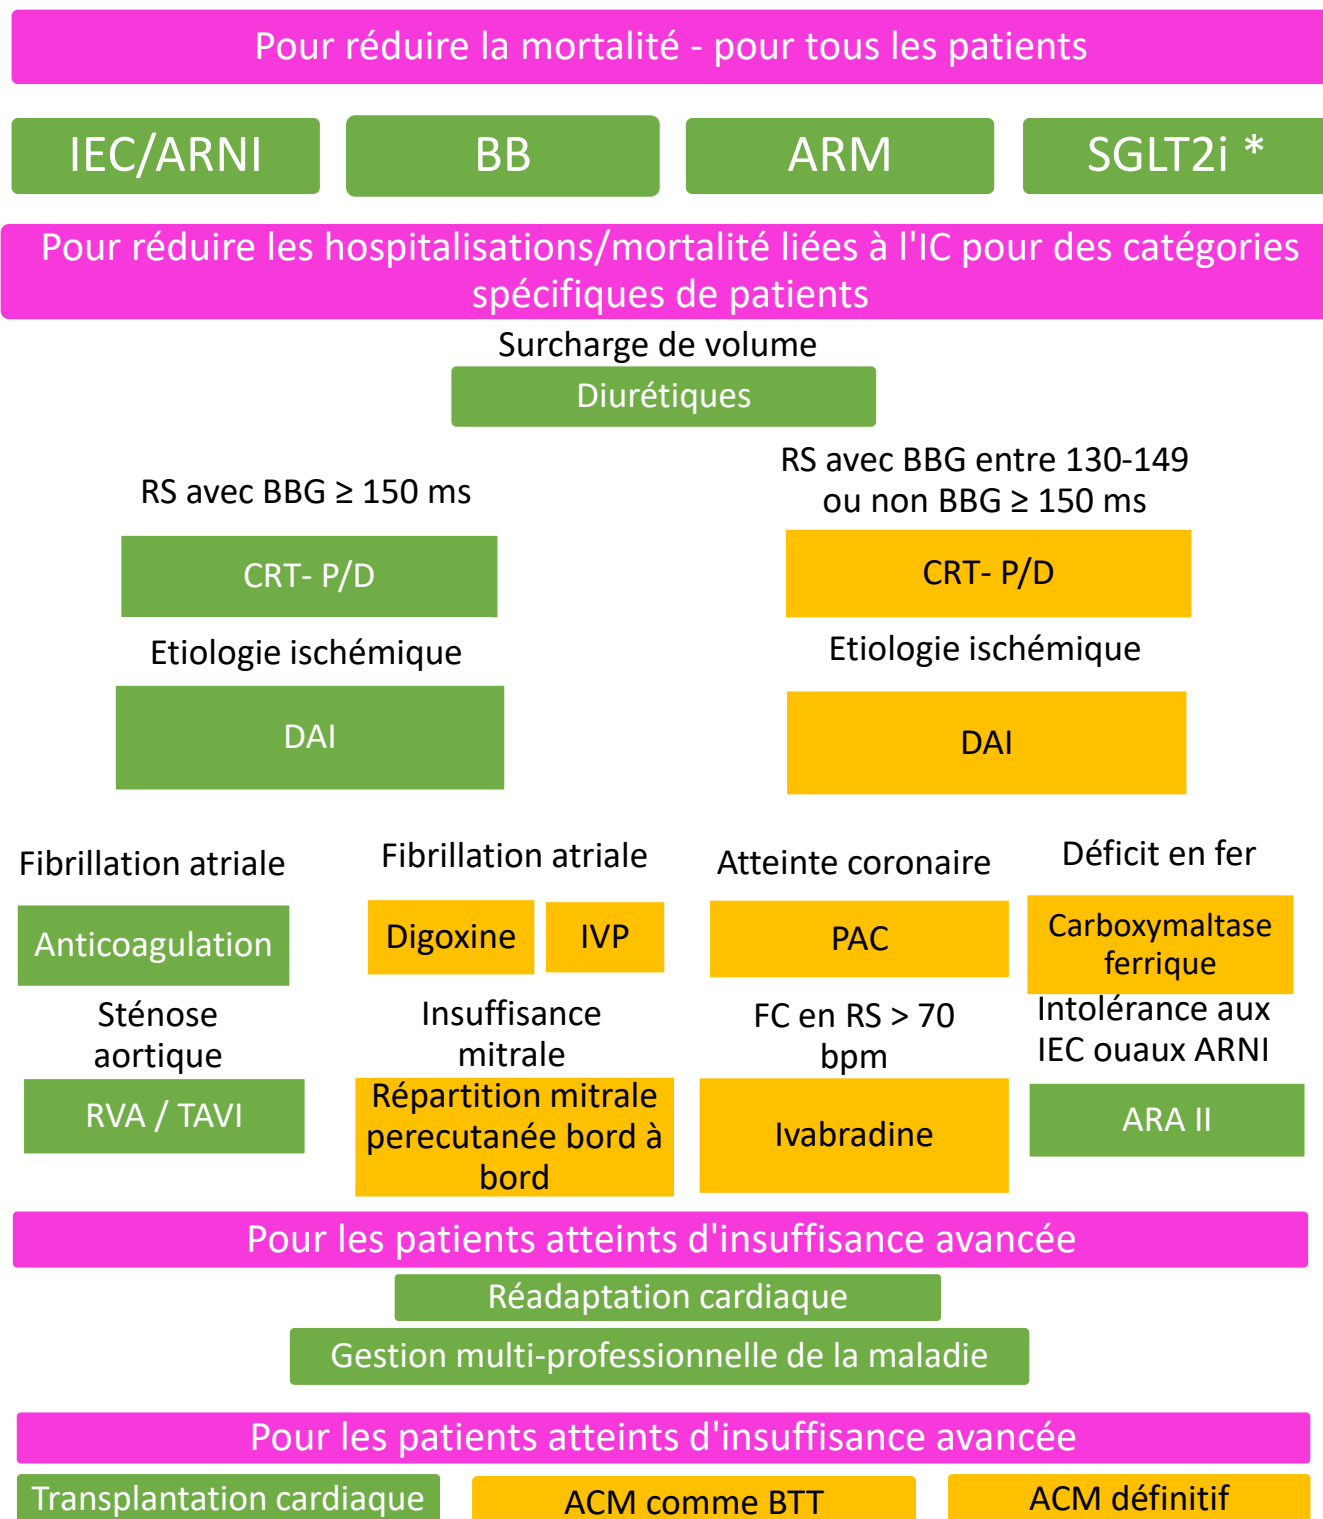 Pour réduire la mortalité - pour tous les patients
IEC/ARNI
BB
ARM
SGLT2i *
Pour réduire les hospitalisations/mortalité liées à l'IC pour des catégories
spécifiques de patients
Surcharge de volume
Diurétiques
RS avec BBG ≥ 150 ms
CRT- P/D
Etiologie ischémique
DAI
RS avec BBG entre 130-149
ou non BBG ≥ 150 ms
CRT- P/D
Etiologie ischémique
DAI
Fibrillation atriale
Anticoagulation
Fibrillation atriale
Digoxine
IVP
Atteinte coronaire
PAC
Déficit en fer
Carboxymaltase
ferrique
Sténose
aortique
RVA / TAVI
Insuffisance
mitrale
Répartition mitrale
perecutanée bord à
bord
FC en RS > 70
bpm
Ivabradine
Intolérance aux
IEC ouaux ARNI
ARA II
Pour les patients atteints d'insuffisance avancée
Réadaptation cardiaque
Gestion multi-professionnelle de la maladie
Pour les patients atteints d'insuffisance avancée
Transplantation cardiaque
ACM comme BTT
ACM définitif